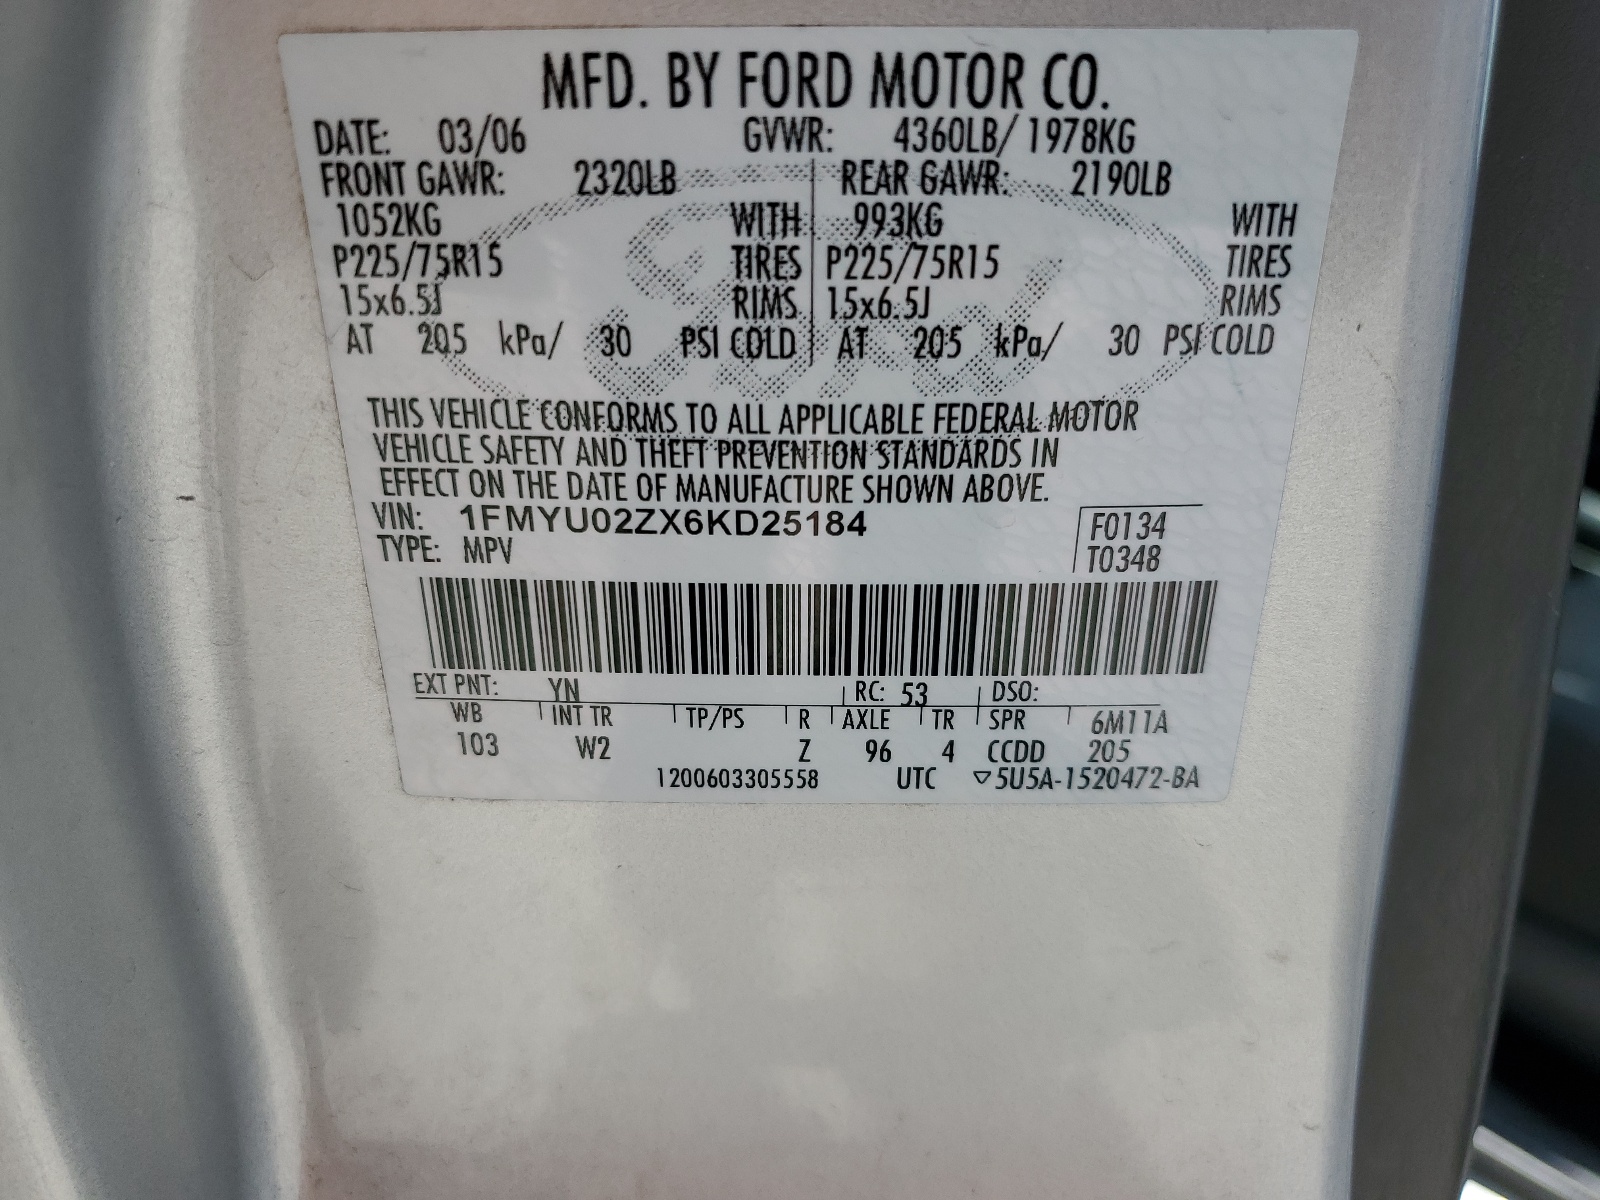 MFD. BY FORD MOTOR CO.
DATE: 03/06 GVWR: 4360LB/ 1978KG
FRONT GAWR: 2320LB REAR GAWR: 2190LB
1052KG WITH 993KG WITH
P225/75R15 TIRES P225/75R15 TIRES
15x6.5J RIMS 15x6.5J RIMS
AT 205 kPa/ 30 PSI COLD AT 205 kPa/ 30 PSI COLD
Ford
THIS VEHICLE CONFORMS TO ALL APPLICABLE FEDERAL MOTOR
VEHICLE SAFETY AND THEFT PREVENTION STANDARDS IN
EFFECT ON THE DATE OF MANUFACTURE SHOWN ABOVE.
VIN: 1FMYU02ZX6KD25184 F0134
TYPE: MPV T0348
EXT PNT: YN RC: 53 DSO:
WB INT TR TP/PS R AXLE TR SPR 6M11A
103 W2 Z 96 4 CCDD 205
1200603305558 UTC ▽5U5A-1520472-BA